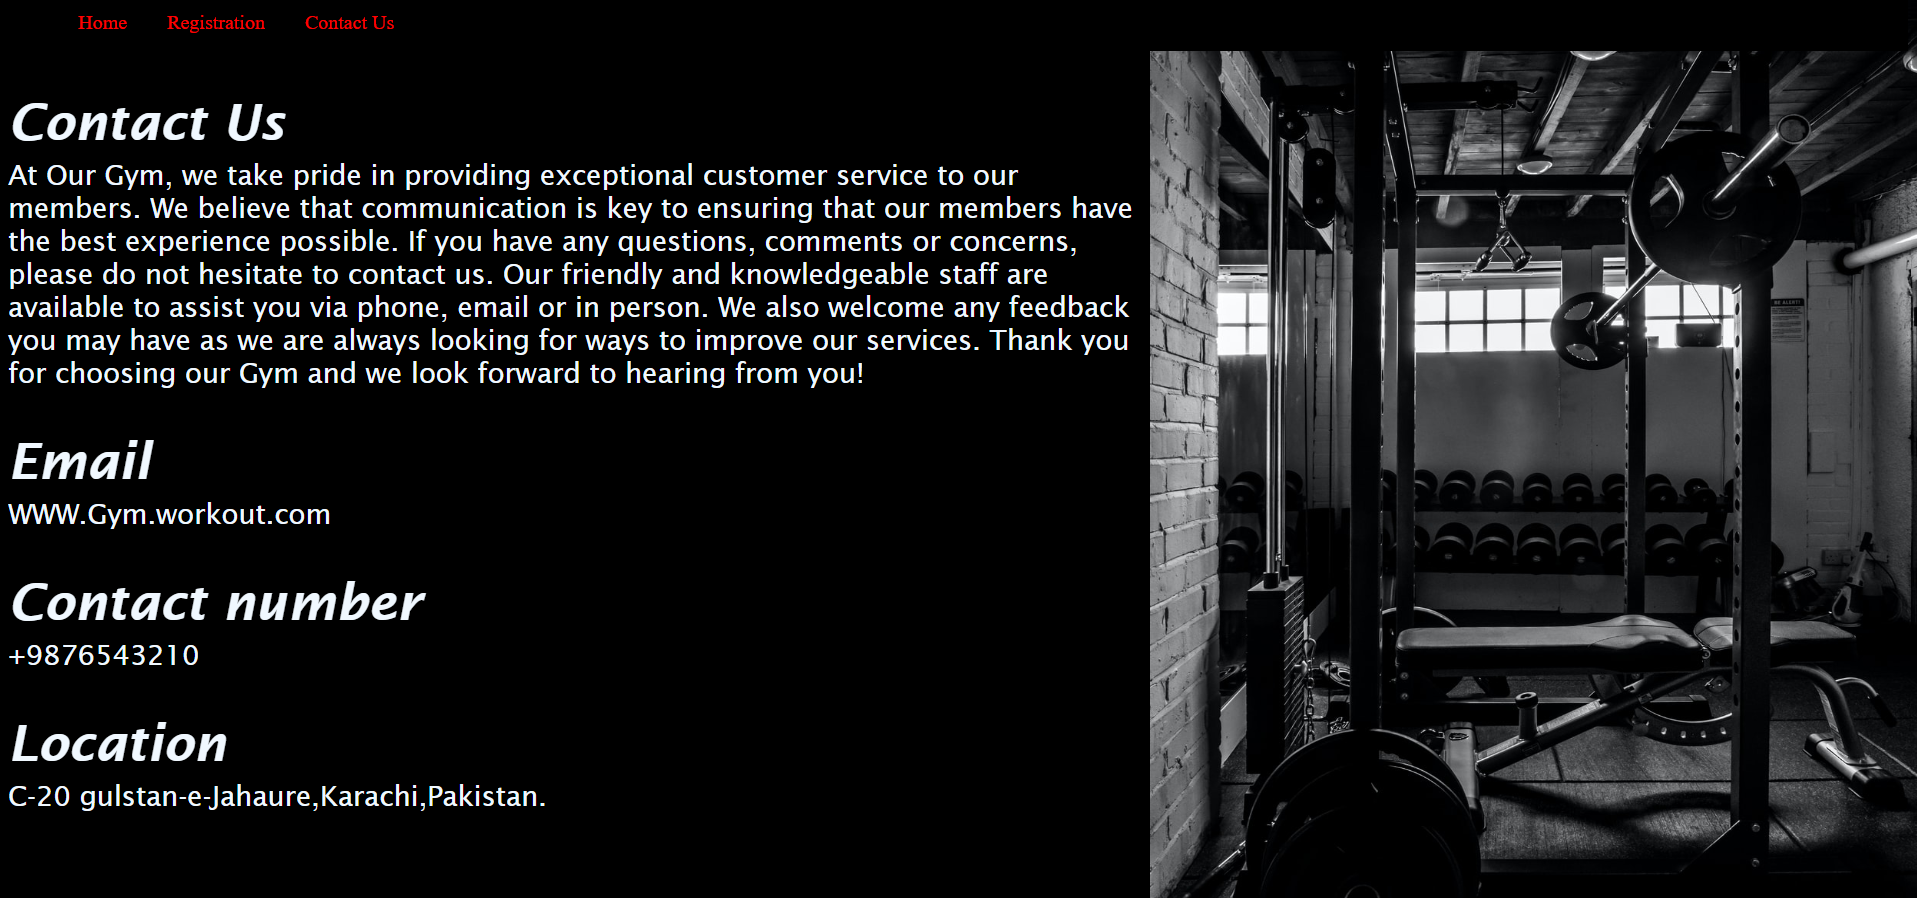 Home Registration Contact Us
Contact Us
At Our Gym, we take pride in providing exceptional customer service to our
members. We believe that communication is key to ensuring that our members have
the best experience possible. If you have any questions, comments or concerns,
please do not hesitate to contact us. Our friendly and knowledgeable staff are
available to assist you via phone, email or in person. We also welcome any feedback
you may have as we are always looking for ways to improve our services. Thank you
for choosing our Gym and we look forward to hearing from you!
Email
WWW.Gym.workout.com
Contact number
+9876543210
Location
C-20 gulstan-e-Jahaure,Karachi,Pakistan.
BE ALERT!